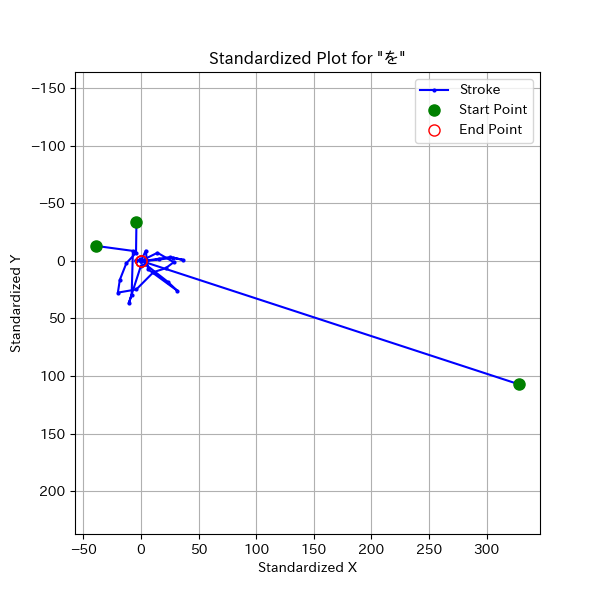 Standardized Plot for "を"
Stroke
Start Point
End Point
−150
−100
−50
0
50
100
150
200
Standardized Y
−50
0
50
100
150
200
250
300
Standardized X